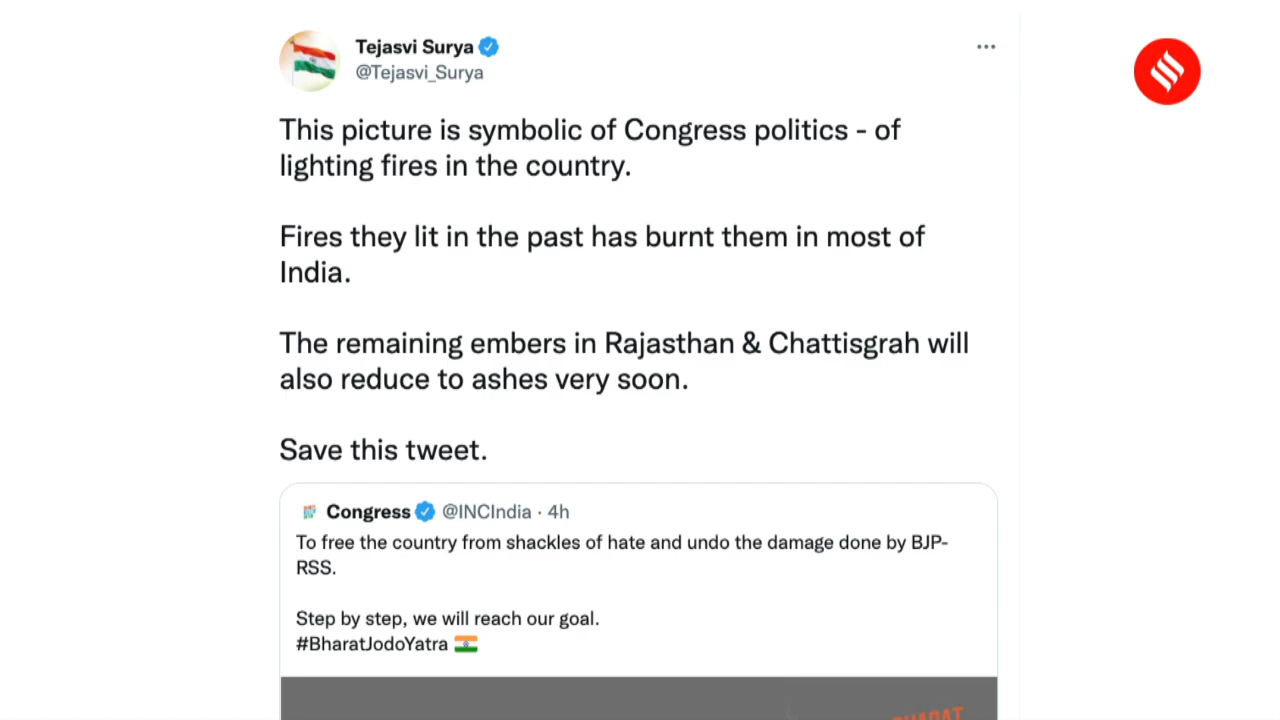 Tejasvi Surya
@Tejasvi_Surya
This picture is symbolic of Congress politics - of
lighting fires in the country.
Fires they lit in the past has burnt them in most of
India.
The remaining embers in Rajasthan & Chattisgrah will
also reduce to ashes very soon.
Save this tweet.
Congress @INCIndia · 4h
To free the country from shackles of hate and undo the damage done by BJP-
RSS.
Step by step, we will reach our goal.
#BharatJodoYatra 🇮🇳
BHARAT